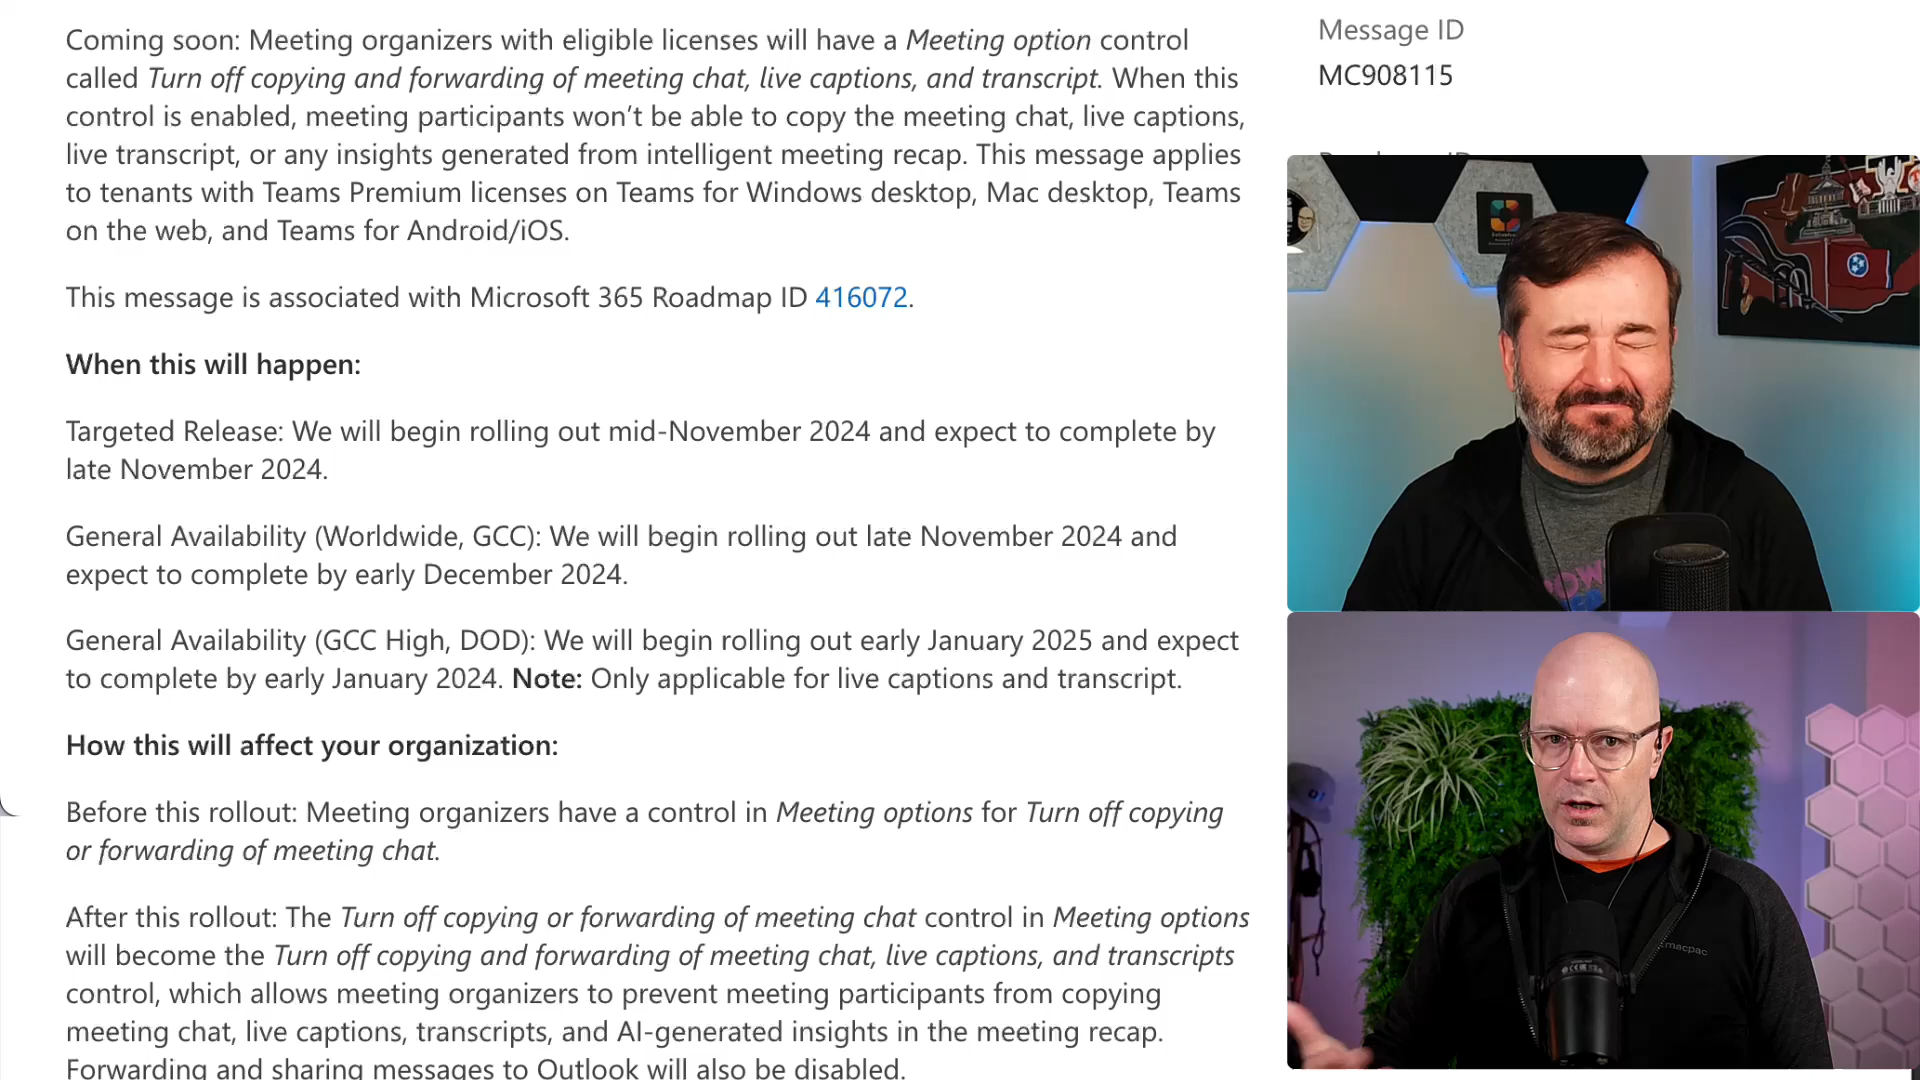 Coming soon: Meeting organizers with eligible licenses will have a Meeting option control
called Turn off copying and forwarding of meeting chat, live captions, and transcript. When this
control is enabled, meeting participants won’t be able to copy the meeting chat, live captions,
live transcript, or any insights generated from intelligent meeting recap. This message applies
to tenants with Teams Premium licenses on Teams for Windows desktop, Mac desktop, Teams
on the web, and Teams for Android/iOS.
This message is associated with Microsoft 365 Roadmap ID 416072.
When this will happen:
Targeted Release: We will begin rolling out mid-November 2024 and expect to complete by
late November 2024.
General Availability (Worldwide, GCC): We will begin rolling out late November 2024 and
expect to complete by early December 2024.
General Availability (GCC High, DOD): We will begin rolling out early January 2025 and expect
to complete by early January 2024. Note: Only applicable for live captions and transcript.
How this will affect your organization:
Before this rollout: Meeting organizers have a control in Meeting options for Turn off copying
or forwarding of meeting chat.
After this rollout: The Turn off copying or forwarding of meeting chat control in Meeting options
will become the Turn off copying and forwarding of meeting chat, live captions, and transcripts
control, which allows meeting organizers to prevent meeting participants from copying
meeting chat, live captions, transcripts, and AI-generated insights in the meeting recap.
Forwarding and sharing messages to Outlook will also be disabled.
Message ID
MC908115
macpac